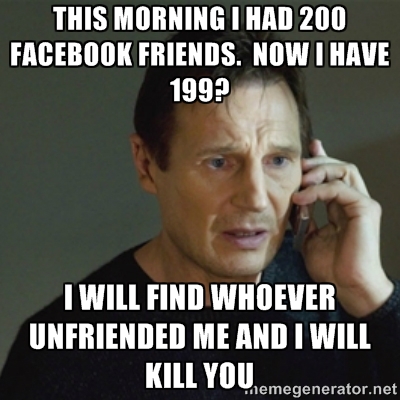 THIS MORNING I HAD 200
FACEBOOK FRIENDS. NOW I HAVE
199?
I WILL FIND WHOEVER
UNFRIENDED ME AND I WILL
KILL YOU
memegenerator.net